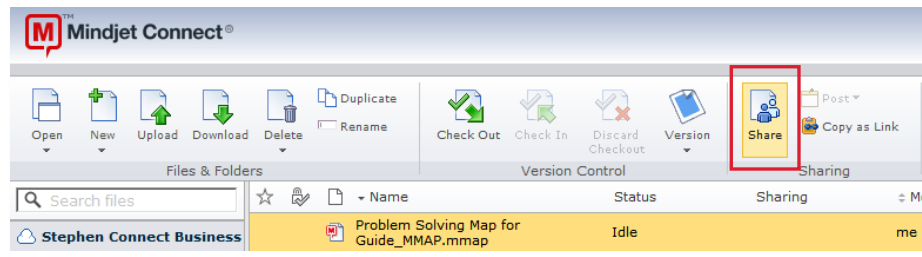 M™ Mindjet Connect®
Duplicate
Rename
Open
New
Upload
Download
Delete
Files & Folders
Check Out
Check In
Discard
Checkout
Version
Version Control
Share
Post
Copy as Link
Sharing
Search files
Name
Status
Sharing
Stephen Connect Business
M
Problem Solving Map for
Guide_MMAP.mmap
Idle
me